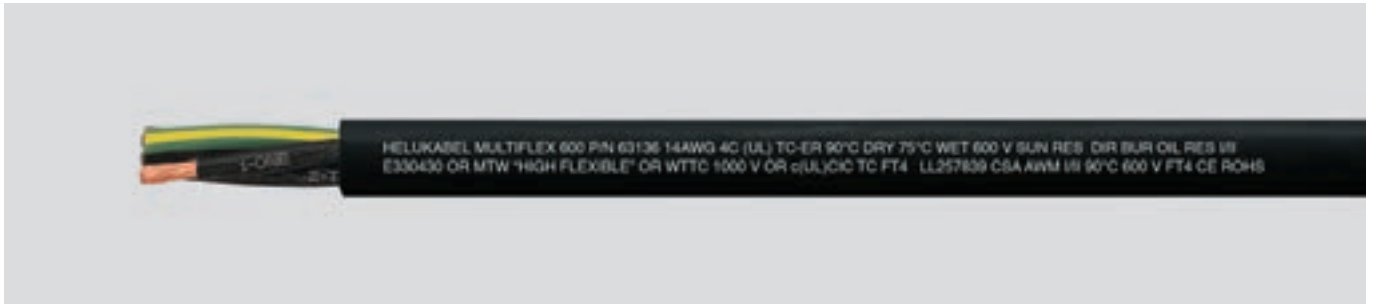 HELUKABEL MULTIFLEX 600 P/N 63136 14AWG 4C (UL) TC-ER 90°C DRY 75°C WET 600 V SUN RES DIR BUR OIL RES I/II
E330430 OR MTW "HIGH FLEXIBLE" OR WTTC 1000 V OR c(UL)CIC TC FT4 LL257839 CSA AWM I/II 90°C 600 V FT4 CE ROHS
1-ONE